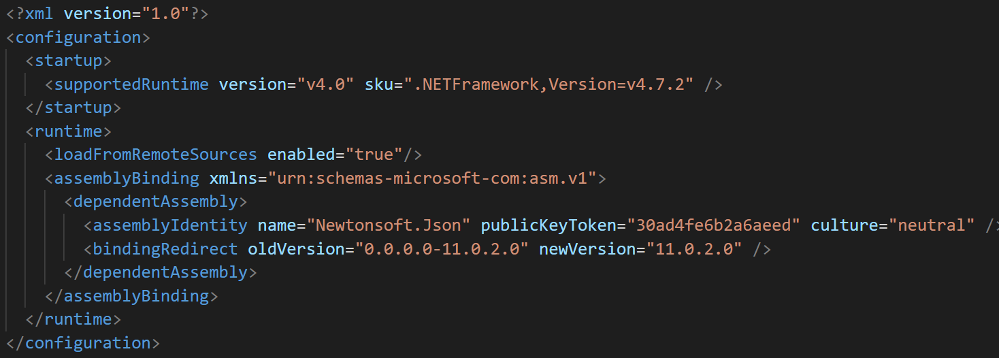 <?xml version="1.0"?>
<configuration>
  <startup>
    <supportedRuntime version="v4.0" sku=".NETFramework,Version=v4.7.2" />
  </startup>
  <runtime>
    <loadFromRemoteSources enabled="true"/>
    <assemblyBinding xmlns="urn:schemas-microsoft-com:asm.v1">
      <dependentAssembly>
        <assemblyIdentity name="Newtonsoft.Json" publicKeyToken="30ad4fe6b2a6aeed" culture="neutral" />
        <bindingRedirect oldVersion="0.0.0.0-11.0.2.0" newVersion="11.0.2.0" />
      </dependentAssembly>
    </assemblyBinding>
  </runtime>
</configuration>